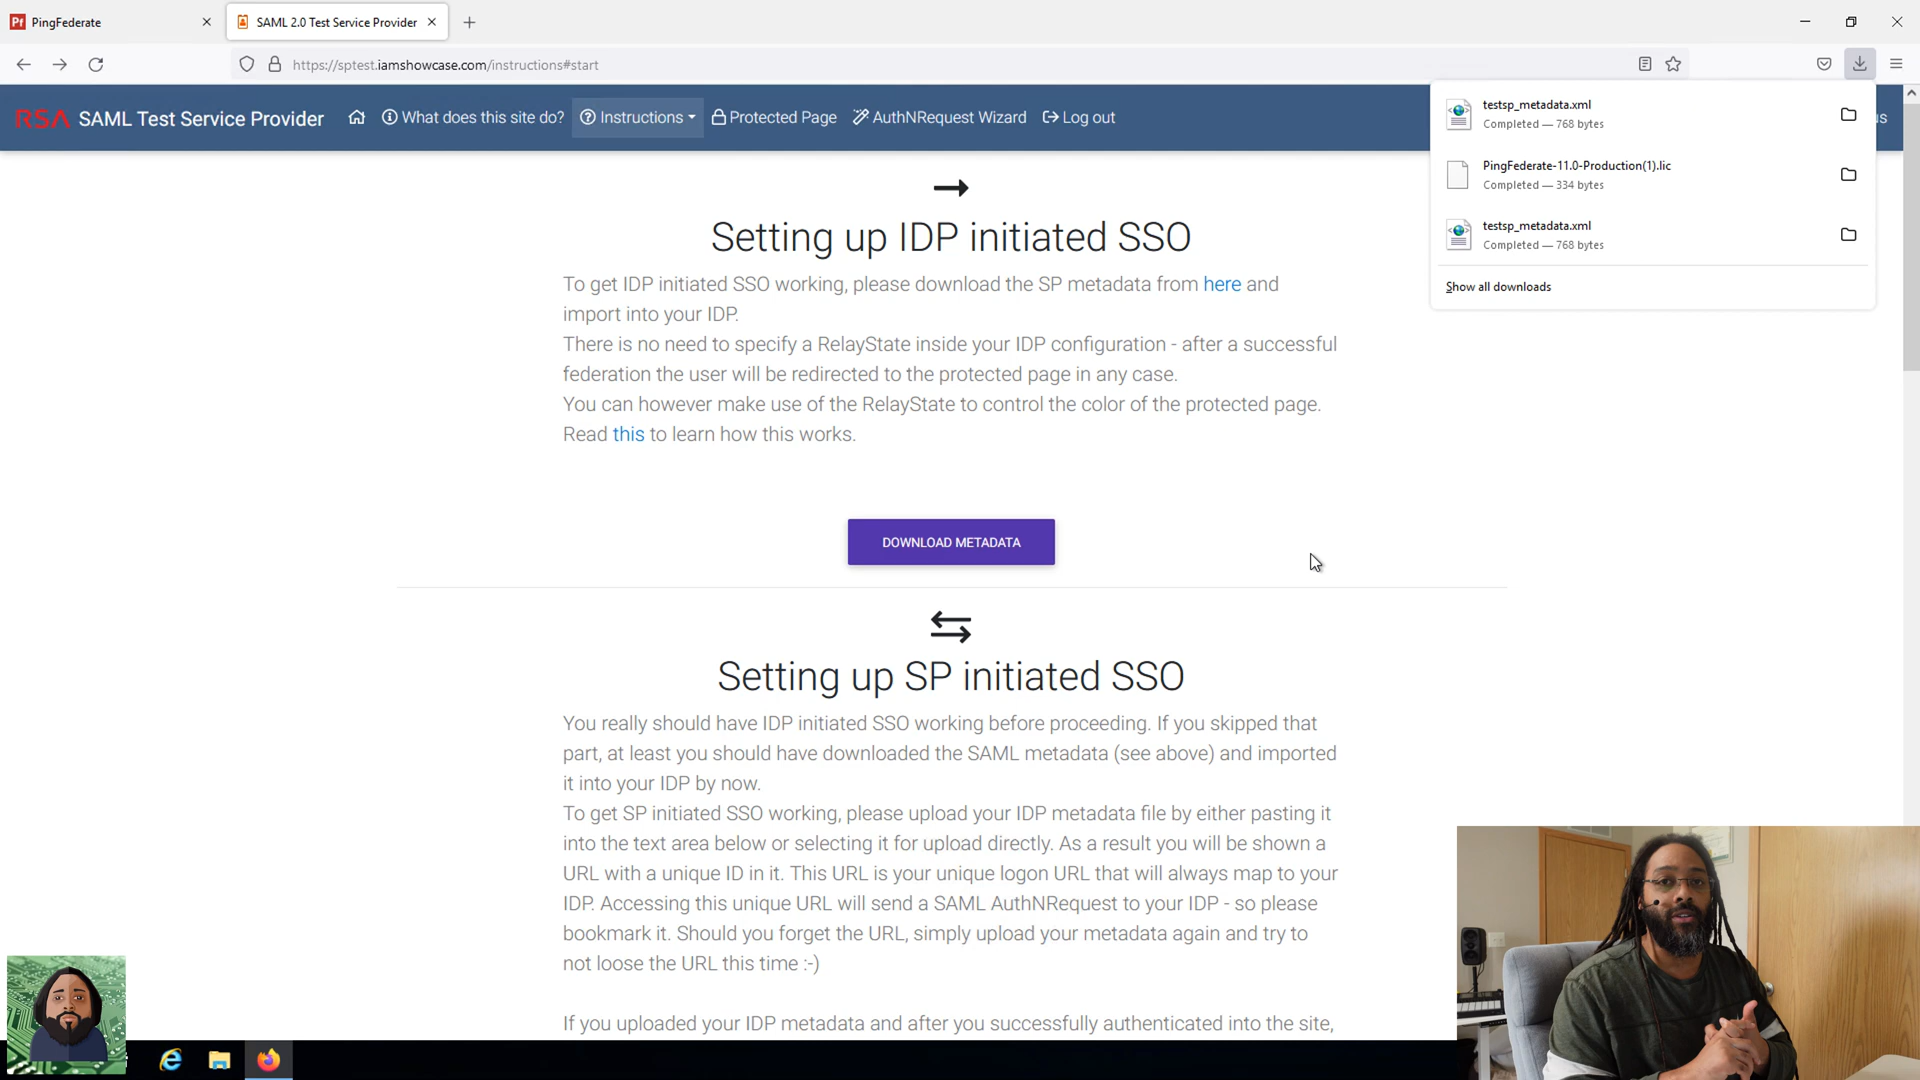 PingFederate
SAML 2.0 Test Service Provider
https://sptest.iamshowcase.com/instructions#start
RSA SAML Test Service Provider What does this site do? Instructions Protected Page AuthNRequest Wizard Log out us
testsp_metadata.xml
Completed — 768 bytes
PingFederate-11.0-Production(1).lic
Completed — 334 bytes
testsp_metadata.xml
Completed — 768 bytes
Show all downloads
Setting up IDP initiated SSO
To get IDP initiated SSO working, please download the SP metadata from here and
import into your IDP.
There is no need to specify a RelayState inside your IDP configuration - after a successful
federation the user will be redirected to the protected page in any case.
You can however make use of the RelayState to control the color of the protected page.
Read this to learn how this works.
DOWNLOAD METADATA
Setting up SP initiated SSO
You really should have IDP initiated SSO working before proceeding. If you skipped that
part, at least you should have downloaded the SAML metadata (see above) and imported
it into your IDP by now.
To get SP initiated SSO working, please upload your IDP metadata file by either pasting it
into the text area below or selecting it for upload directly. As a result you will be shown a
URL with a unique ID in it. This URL is your unique logon URL that will always map to your
IDP. Accessing this unique URL will send a SAML AuthNRequest to your IDP - so please
bookmark it. Should you forget the URL, simply upload your metadata again and try to
not loose the URL this time :-)
If you uploaded your IDP metadata and after you successfully authenticated into the site,